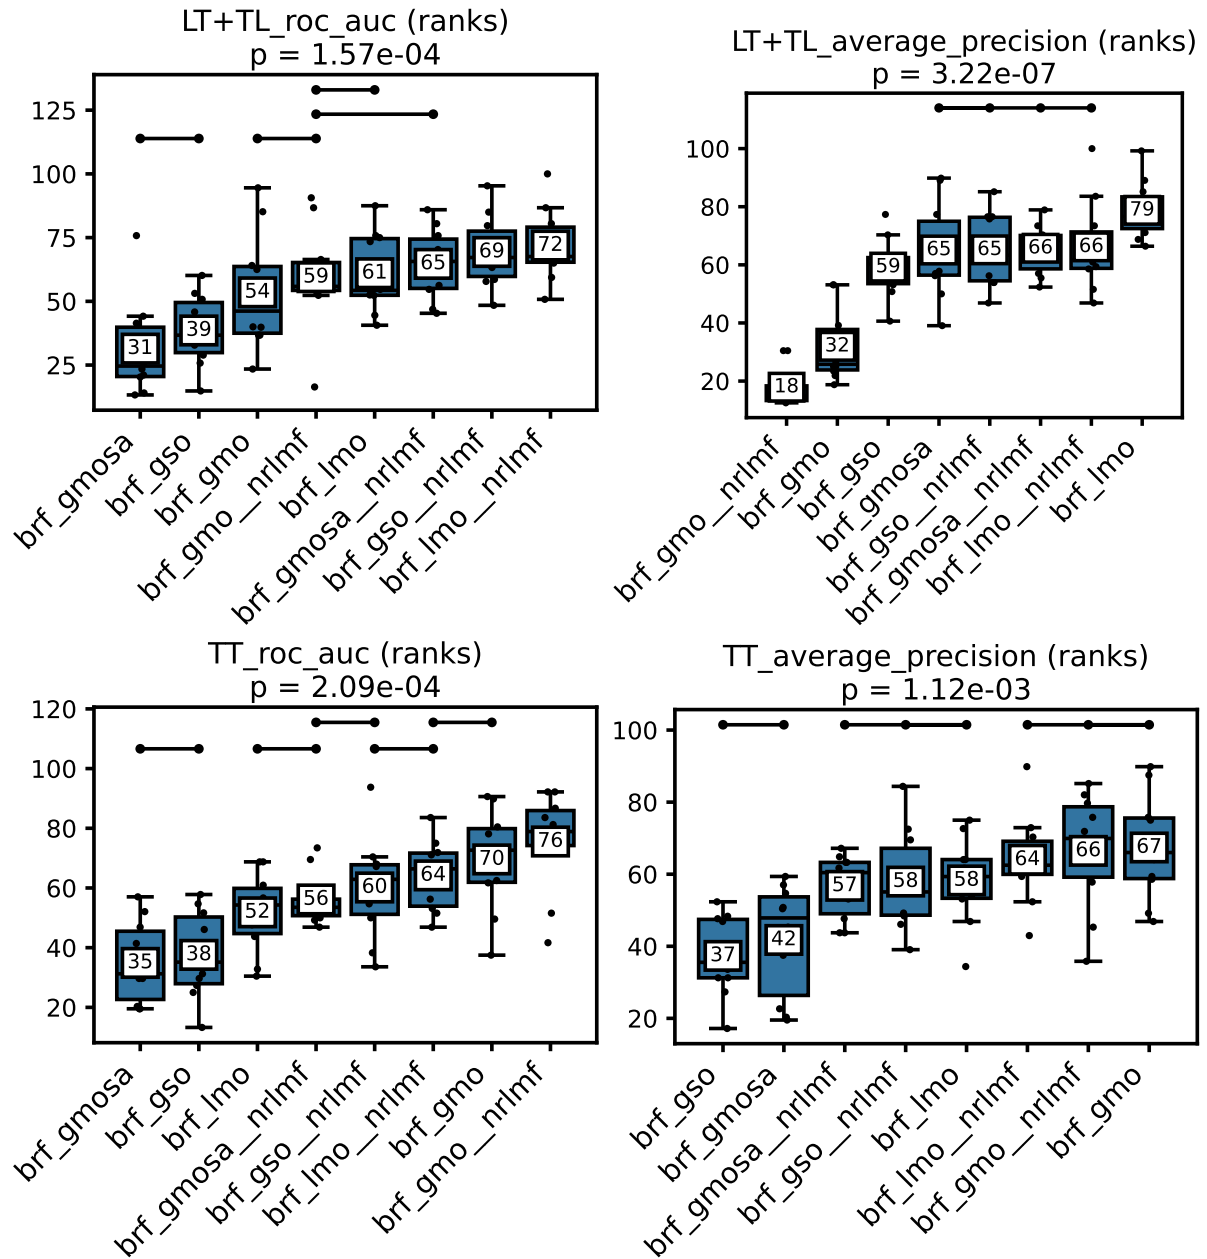 LT+TL_roc_auc (ranks)
p = 1.57e-04
125
100
75
50
25
31
39
54
59
61
65
69
72
brf_gmosa
brf_gso
brf_gmo
brf_gmo__nrlmf
brf_lmo
brf_gmosa__nrlmf
brf_gso__nrlmf
brf_lmo__nrlmf
LT+TL_average_precision (ranks)
p = 3.22e-07
100
80
60
40
20
18
32
59
65
65
66
66
79
brf_gmo__nrlmf
brf_gmo
brf_gso
brf_gmosa
brf_gso__nrlmf
brf_gmosa__nrlmf
brf_lmo__nrlmf
brf_lmo
TT_roc_auc (ranks)
p = 2.09e-04
120
100
80
60
40
20
35
38
52
56
60
64
70
76
brf_gmosa
brf_gso
brf_lmo
brf_gmosa__nrlmf
brf_gso__nrlmf
brf_lmo__nrlmf
brf_gmo
brf_gmo__nrlmf
TT_average_precision (ranks)
p = 1.12e-03
100
80
60
40
20
37
42
57
58
58
64
66
67
brf_gso
brf_gmosa
brf_gmosa__nrlmf
brf_gso__nrlmf
brf_lmo
brf_lmo__nrlmf
brf_gmo__nrlmf
brf_gmo